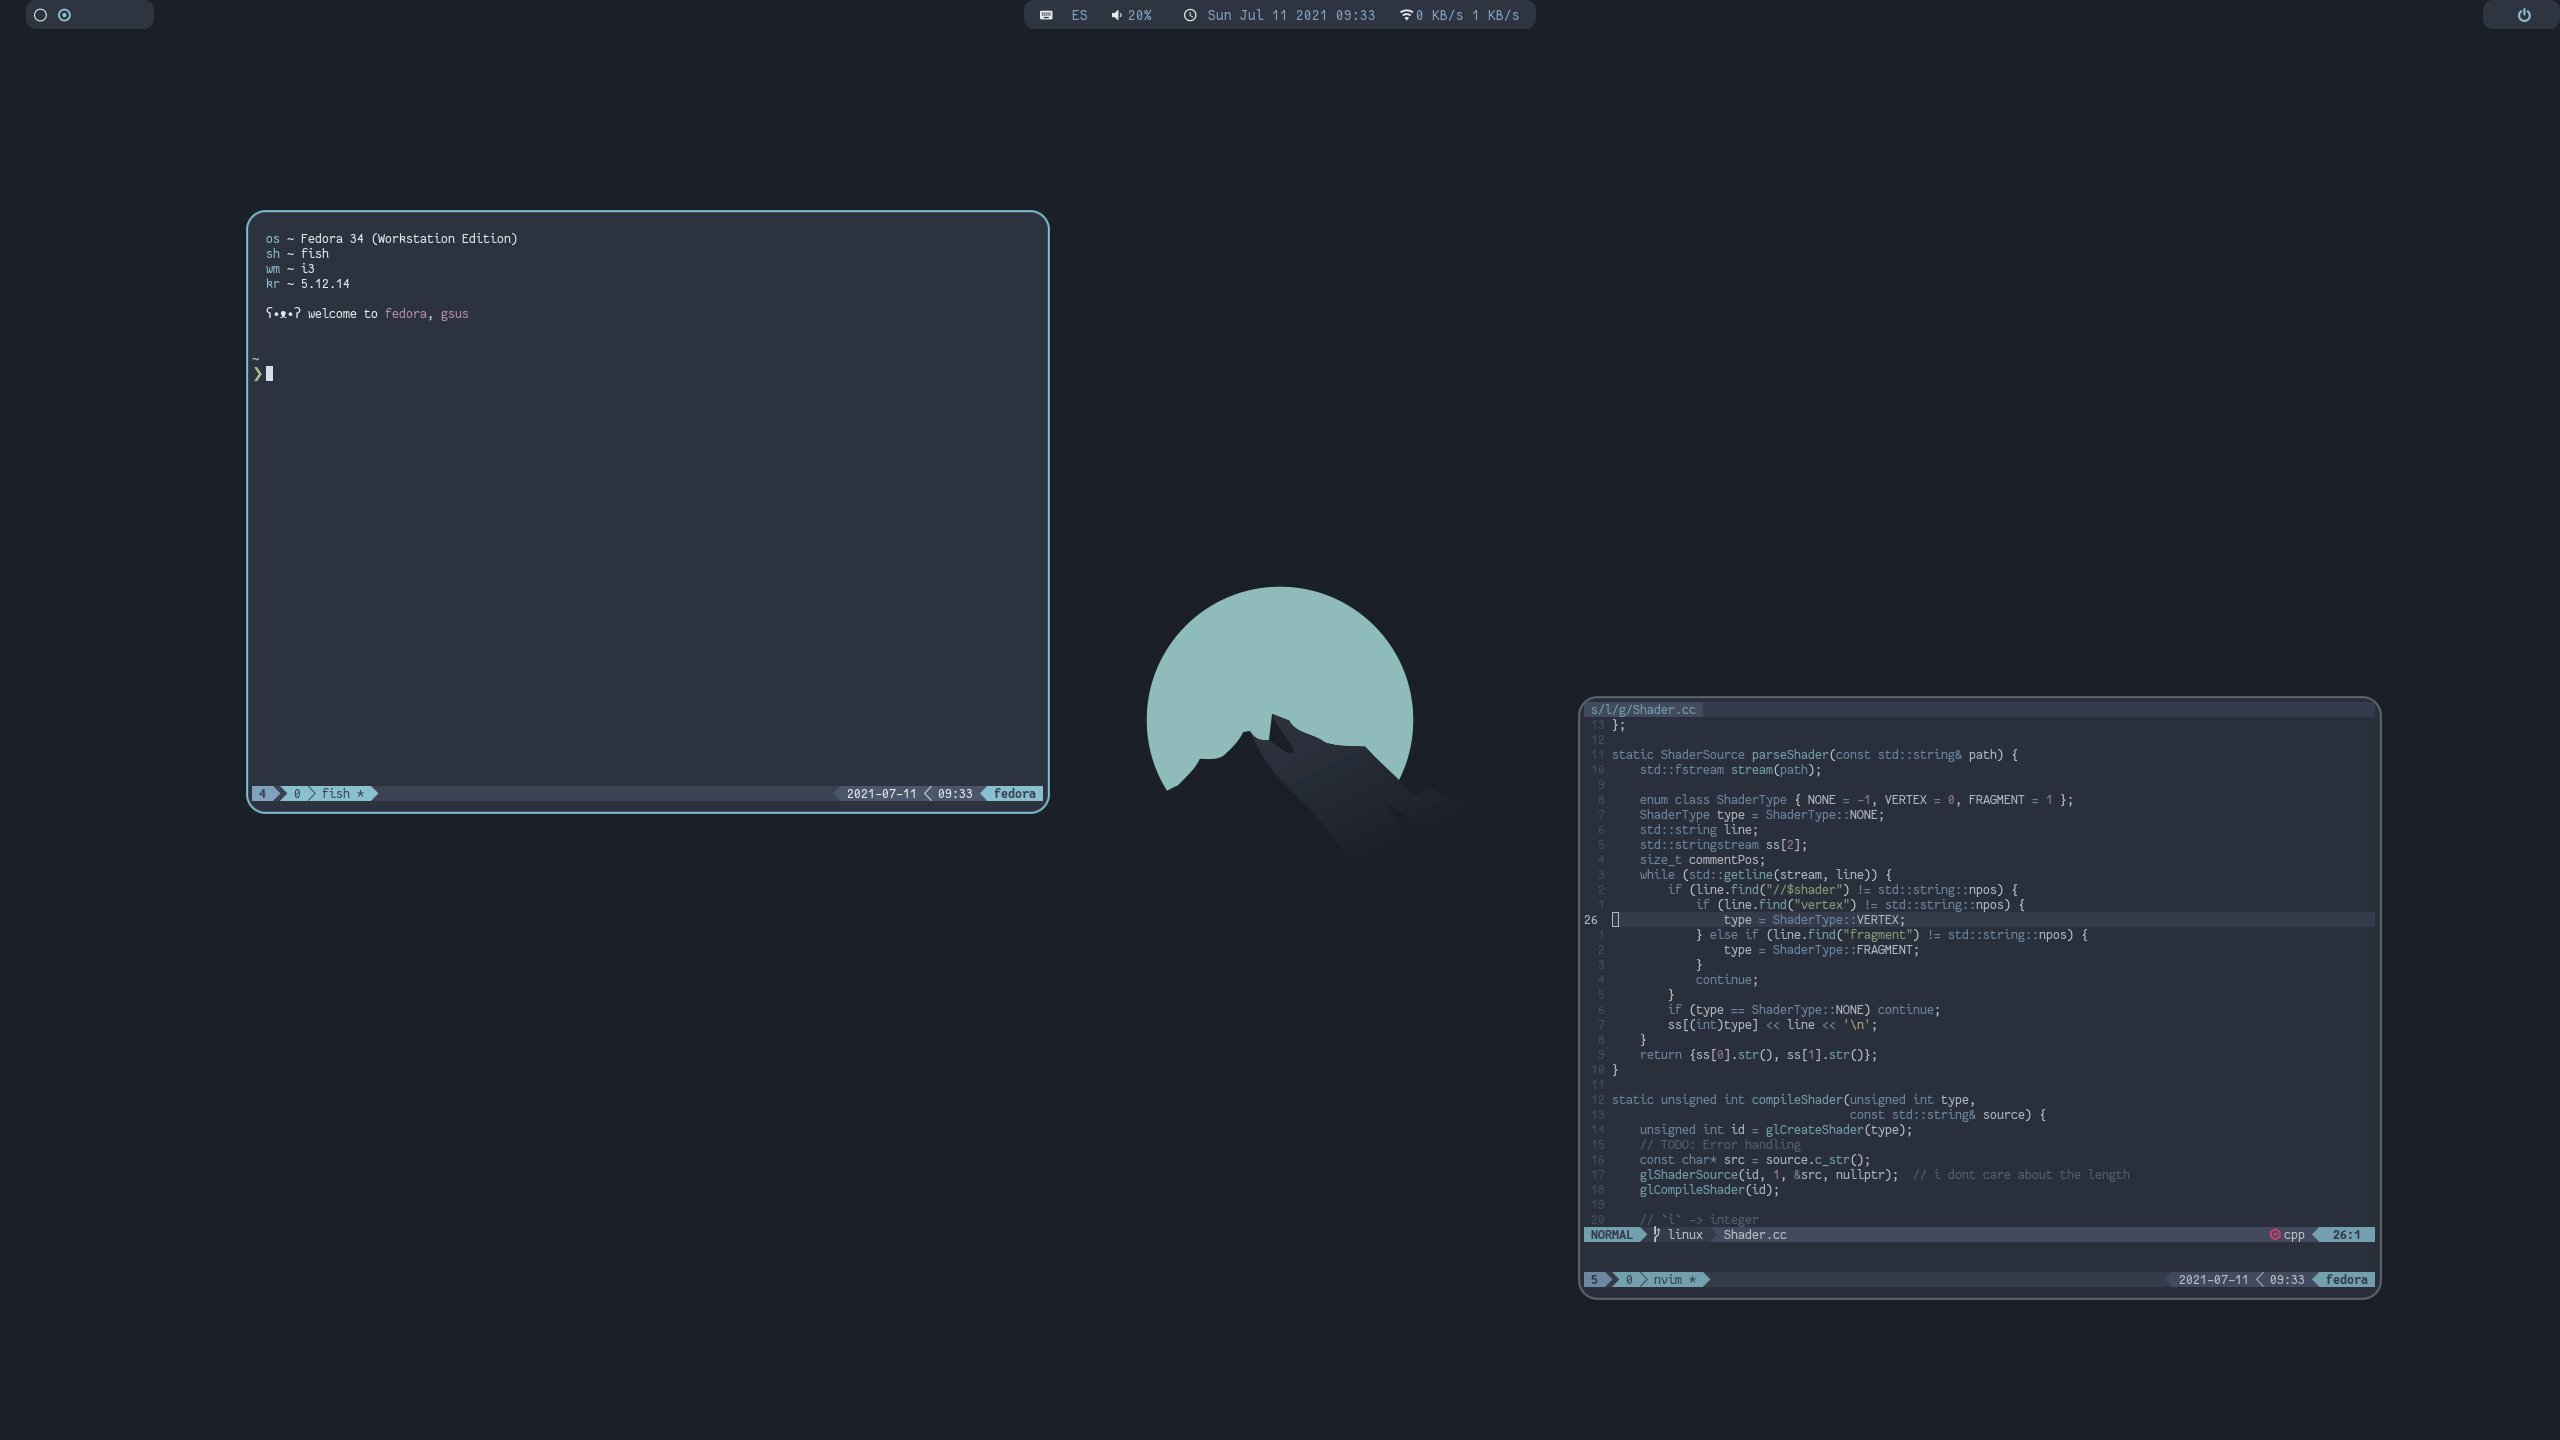 ES 20% Sun Jul 11 2021 09:33 0 KB/s 1 KB/s
os ~ Fedora 34 (Workstation Edition)
sh ~ fish
wm ~ i3
kr ~ 5.12.14
ʕ•ᴥ•ʔ welcome to fedora, gsus
~
❯
4 0 fish * 2021-07-11 09:33 fedora
s/l/g/Shader.cc
13 };
12
11 static ShaderSource parseShader(const std::string& path) {
10     std::fstream stream(path);
9
8     enum class ShaderType { NONE = -1, VERTEX = 0, FRAGMENT = 1 };
7     ShaderType type = ShaderType::NONE;
6     std::string line;
5     std::stringstream ss[2];
4     size_t commentPos;
3     while (std::getline(stream, line)) {
2         if (line.find("//$shader") != std::string::npos) {
1             if (line.find("vertex") != std::string::npos) {
26                 type = ShaderType::VERTEX;
1             } else if (line.find("fragment") != std::string::npos) {
2                 type = ShaderType::FRAGMENT;
3             }
4             continue;
5         }
6         if (type == ShaderType::NONE) continue;
7         ss[(int)type] << line << '\n';
8     }
9     return {ss[0].str(), ss[1].str()};
10 }
11
12 static unsigned int compileShader(unsigned int type,
13                                   const std::string& source) {
14     unsigned int id = glCreateShader(type);
15     // TODO: Error handling
16     const char* src = source.c_str();
17     glShaderSource(id, 1, &src, nullptr);  // i dont care about the length
18     glCompileShader(id);
19
20     // `i` -> integer
NORMAL linux Shader.cc cpp 26:1
5 0 nvim * 2021-07-11 09:33 fedora